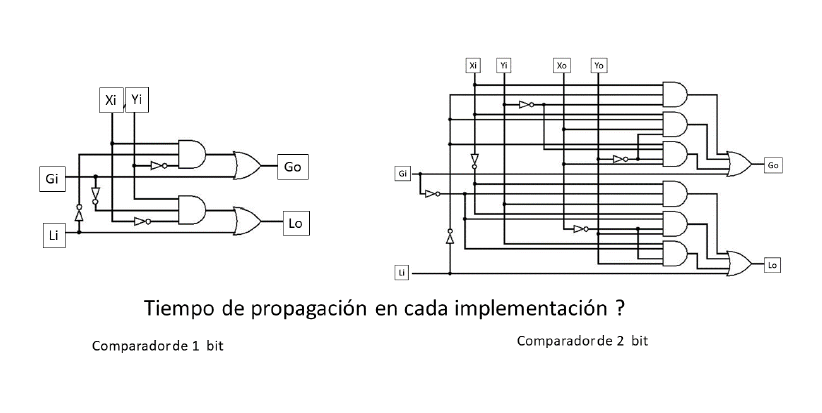 Xi Yi Xo Yo
Xi Yi
Gi Go
Li Lo
Gi Go
Li Lo
Tiempo de propagación en cada implementación ?
Comparador de 1 bit
Comparador de 2 bit